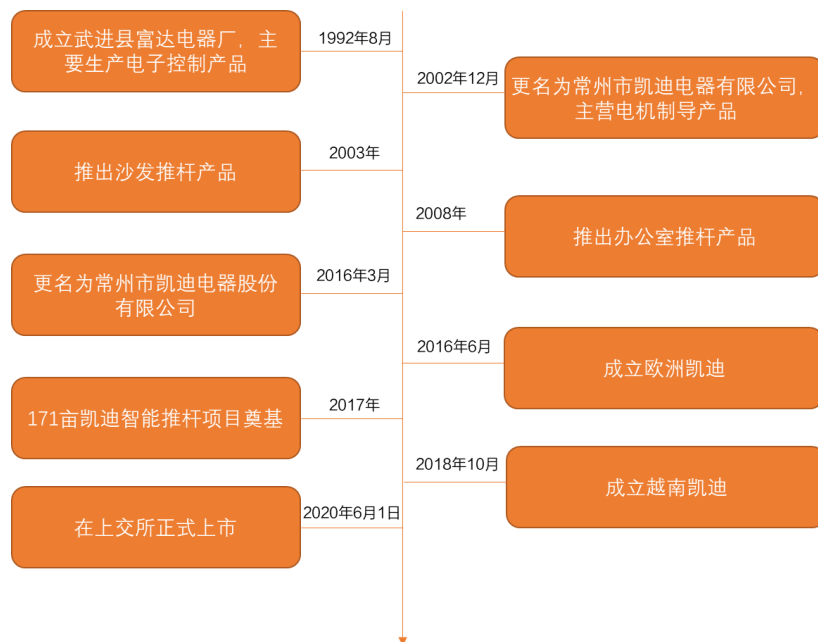 1992年8月
成立武进县富达电器厂，主
要生产电子控制产品
2002年12月
更名为常州市凯迪电器有限公司，
主营电机制导产品
2003年
推出沙发推杆产品
2008年
推出办公室推杆产品
2016年3月
更名为常州市凯迪电器股份
有限公司
2016年6月
成立欧洲凯迪
2017年
171亩凯迪智能推杆项目奠基
2018年10月
成立越南凯迪
2020年6月1日
在上交所正式上市